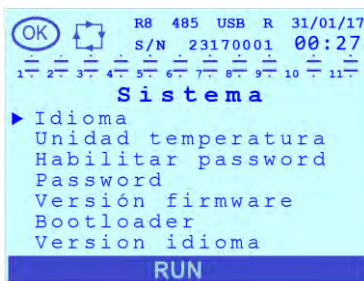 OK R8 485 USB R 31/01/17
S/N 23170001 00:27
1 2 3 4 5 6 7 8 9 10 11
Sistema
Idioma
Unidad temperatura
Habilitar password
Password
Versión firmware
Bootloader
Version idioma
RUN